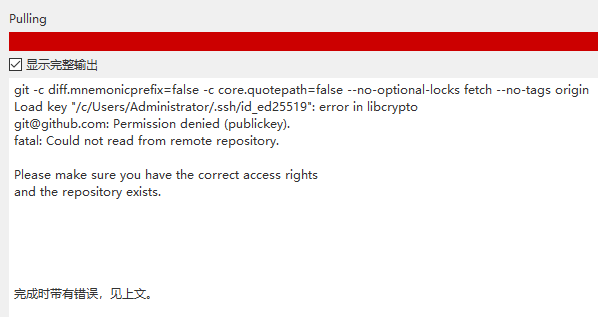 Pulling
显示完整输出
git -c diff.mnemonicprefix=false -c core.quotepath=false --no-optional-locks fetch --no-tags origin
Load key "/c/Users/Administrator/.ssh/id_ed25519": error in libcrypto
git@github.com: Permission denied (publickey).
fatal: Could not read from remote repository.
Please make sure you have the correct access rights
and the repository exists.
完成时带有错误，见上文。